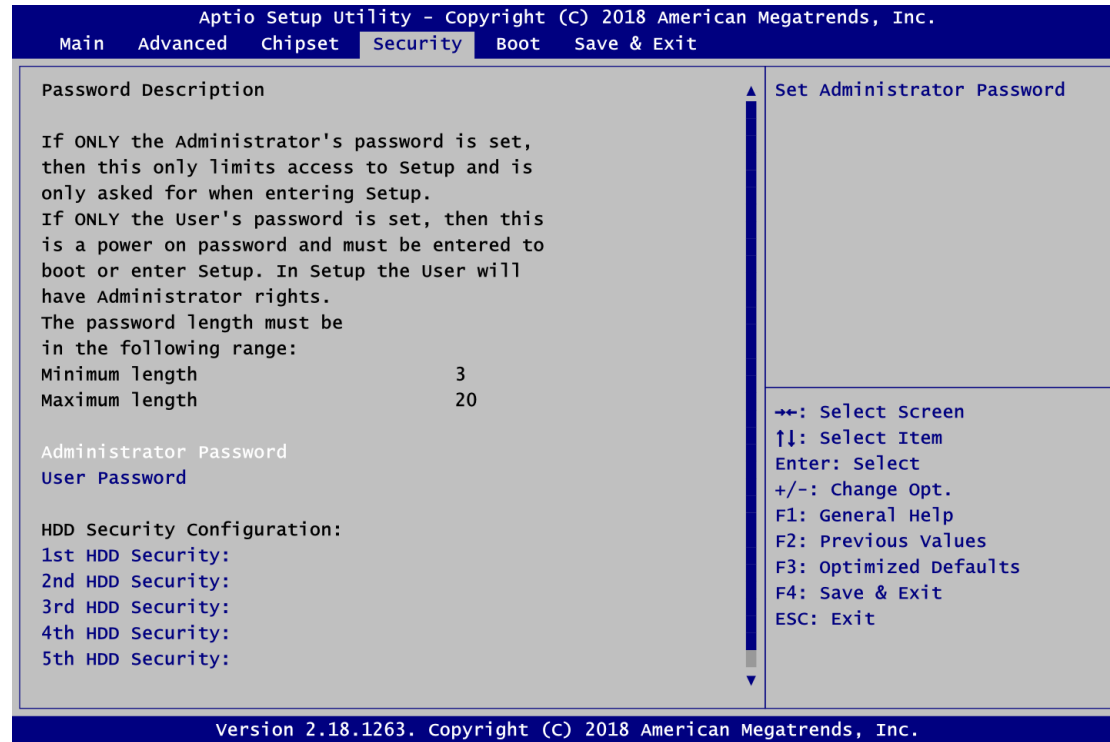 Aptio Setup Utility - Copyright (C) 2018 American Megatrends, Inc.
Main Advanced Chipset Security Boot Save & Exit
Password Description
If ONLY the Administrator's password is set,
then this only limits access to Setup and is
only asked for when entering Setup.
If ONLY the User's password is set, then this
is a power on password and must be entered to
boot or enter Setup. In Setup the User will
have Administrator rights.
The password length must be
in the following range:
Minimum length 3
Maximum length 20
Administrator Password
User Password
HDD Security Configuration:
1st HDD Security:
2nd HDD Security:
3rd HDD Security:
4th HDD Security:
5th HDD Security:
Set Administrator Password
→←: Select Screen
↑↓: Select Item
Enter: Select
+/-: Change Opt.
F1: General Help
F2: Previous Values
F3: Optimized Defaults
F4: Save & Exit
ESC: Exit
Version 2.18.1263. Copyright (C) 2018 American Megatrends, Inc.